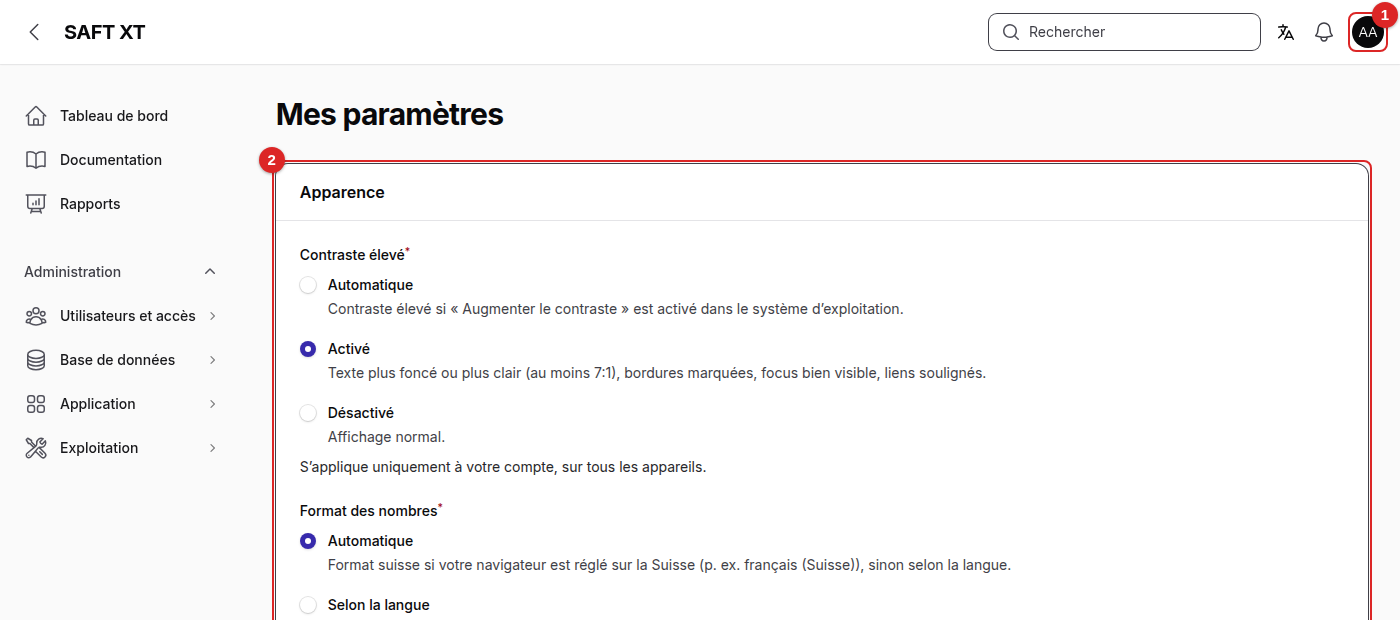 SAFT XT
Rechercher
AA
1
Tableau de bord
Documentation
Rapports
Administration
Utilisateurs et accès
Base de données
Application
Exploitation
Mes paramètres
2
Apparence
Contraste élevé*
Automatique
Contraste élevé si « Augmenter le contraste » est activé dans le système d’exploitation.
Activé
Texte plus foncé ou plus clair (au moins 7:1), bordures marquées, focus bien visible, liens soulignés.
Désactivé
Affichage normal.
S’applique uniquement à votre compte, sur tous les appareils.
Format des nombres*
Automatique
Format suisse si votre navigateur est réglé sur la Suisse (p. ex. français (Suisse)), sinon selon la langue.
Selon la langue